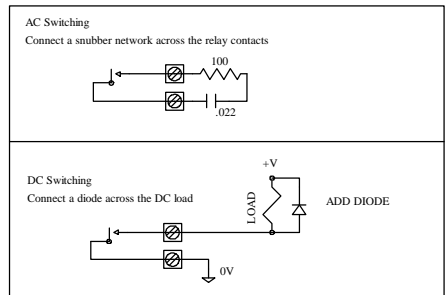 AC Switching
Connect a snubber network across the relay contacts
100
.022
DC Switching
Connect a diode across the DC load
+V
LOAD
ADD DIODE
0V